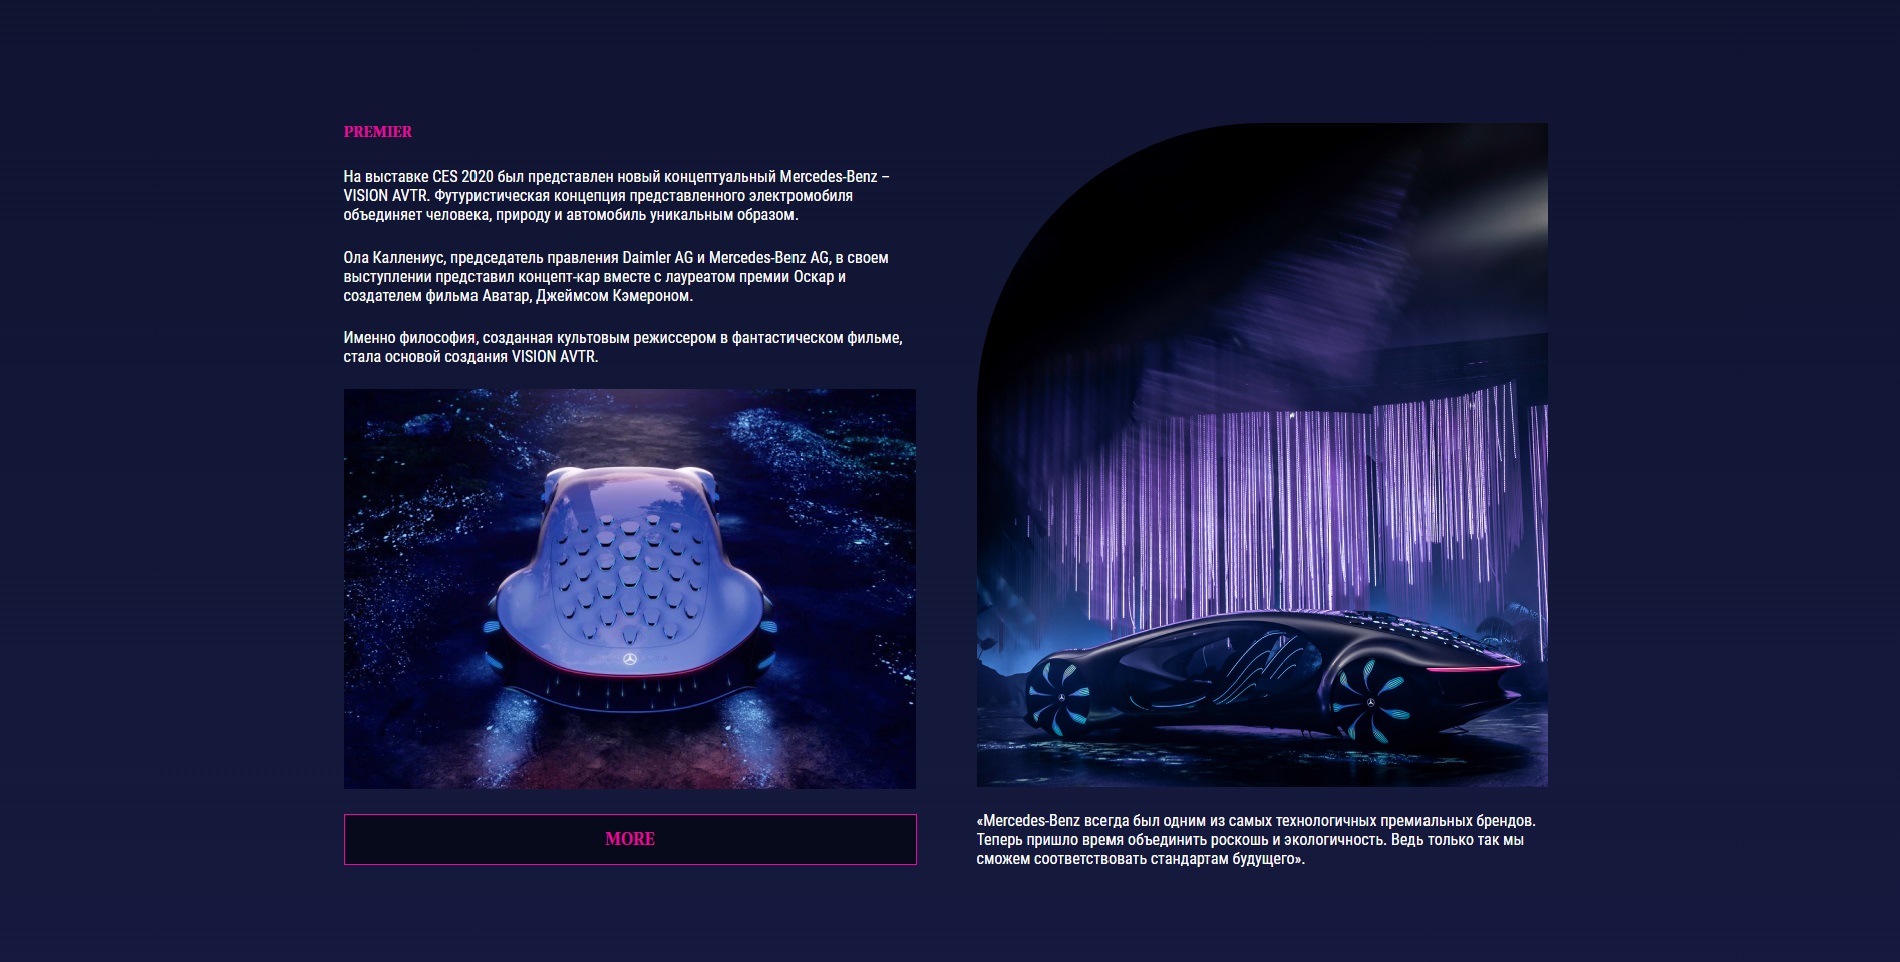 PREMIER
На выставке CES 2020 был представлен новый концептуальный Mercedes-Benz –
VISION AVTR. Футуристическая концепция представленного электромобиля
объединяет человека, природу и автомобиль уникальным образом.
Ола Каллениус, председатель правления Daimler AG и Mercedes-Benz AG, в своем
выступлении представил концепт-кар вместе с лауреатом премии Оскар и
создателем фильма Аватар, Джеймсом Кэмероном.
Именно философия, созданная культовым режиссером в фантастическом фильме,
стала основой создания VISION AVTR.
MORE
«Mercedes-Benz всегда был одним из самых технологичных премиальных брендов.
Теперь пришло время объединить роскошь и экологичность. Ведь только так мы
сможем соответствовать стандартам будущего».